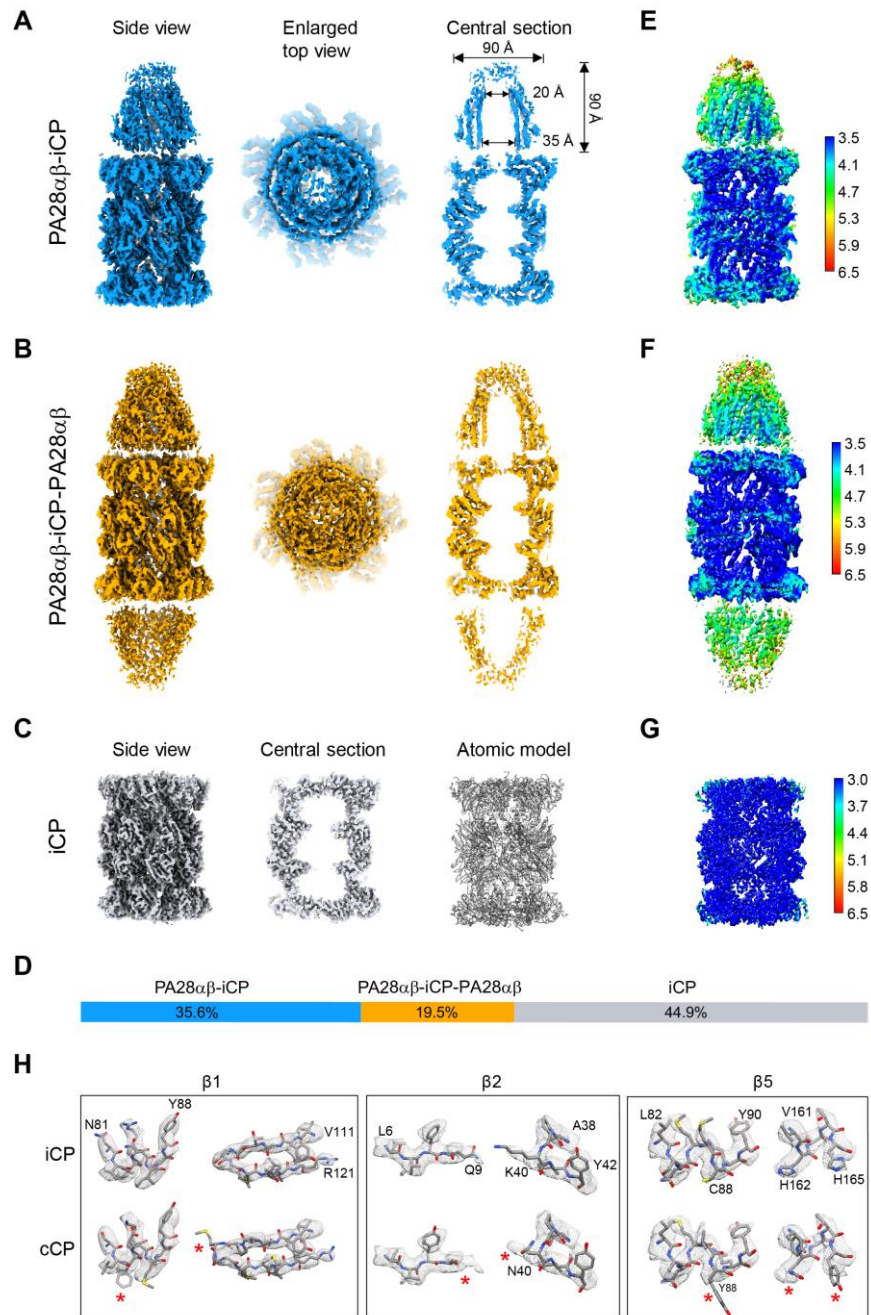 A
Side view
Enlarged
top view
Central section
90 Å
20 Å
90 Å
35 Å
PA28αβ-iCP
E
3.5
4.1
4.7
5.3
5.9
6.5
B
PA28αβ-iCP-PA28αβ
F
3.5
4.1
4.7
5.3
5.9
6.5
C
Side view
Central section
Atomic model
iCP
G
3.0
3.7
4.4
5.1
5.8
6.5
D
PA28αβ-iCP
PA28αβ-iCP-PA28αβ
iCP
35.6%
19.5%
44.9%
H
β1
β2
β5
iCP
N81
Y88
V111
R121
L6
Q9
A38
K40
Y42
L82
Y90
C88
V161
H162
H165
cCP
*
*
*
*
N40
Y88
*
*
*